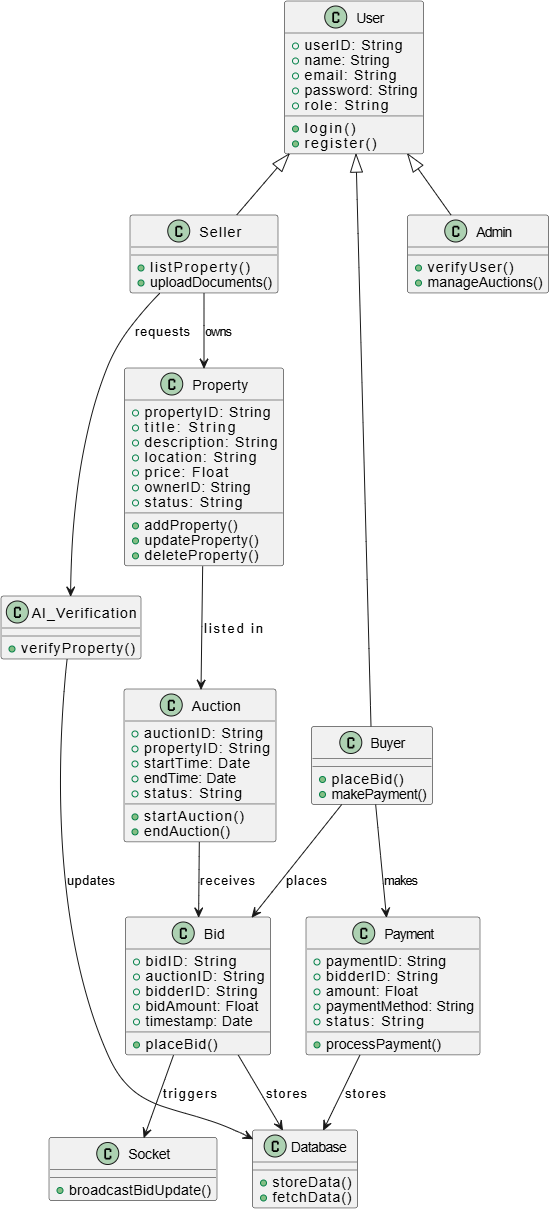 C User
userID: String
name: String
email: String
password: String
role: String
login()
register()
C Seller
listProperty()
uploadDocuments()
C Admin
verifyUser()
manageAuctions()
requests
owns
C Property
propertyID: String
title: String
description: String
location: String
price: Float
ownerID: String
status: String
addProperty()
updateProperty()
deleteProperty()
C AI_Verification
verifyProperty()
listed in
C Auction
auctionID: String
propertyID: String
startTime: Date
endTime: Date
status: String
startAuction()
endAuction()
C Buyer
placeBid()
makePayment()
updates
receives
places
makes
C Bid
bidID: String
auctionID: String
bidderID: String
bidAmount: Float
timestamp: Date
placeBid()
C Payment
paymentID: String
bidderID: String
amount: Float
paymentMethod: String
status: String
processPayment()
triggers
stores
stores
C Socket
broadcastBidUpdate()
C Database
storeData()
fetchData()